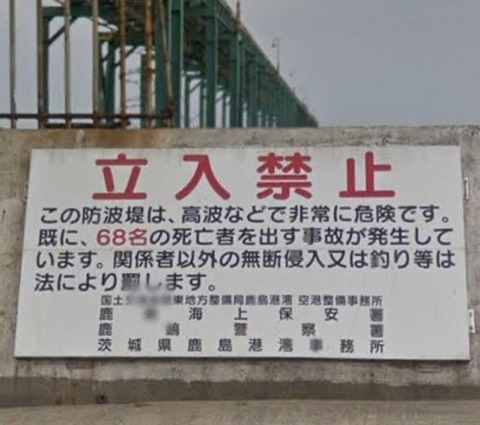 立入禁止
この防波堤は、高波などで非常に危険です。
既に、68名の死亡者を出す事故が発生して
います。関係者以外の無断侵入又は釣り等は
法により罰します。
国土 東地方整備局鹿島港湾 空港整備事務所
鹿 海上保安署
鹿嶋警察署
茨城県鹿島港湾事務所